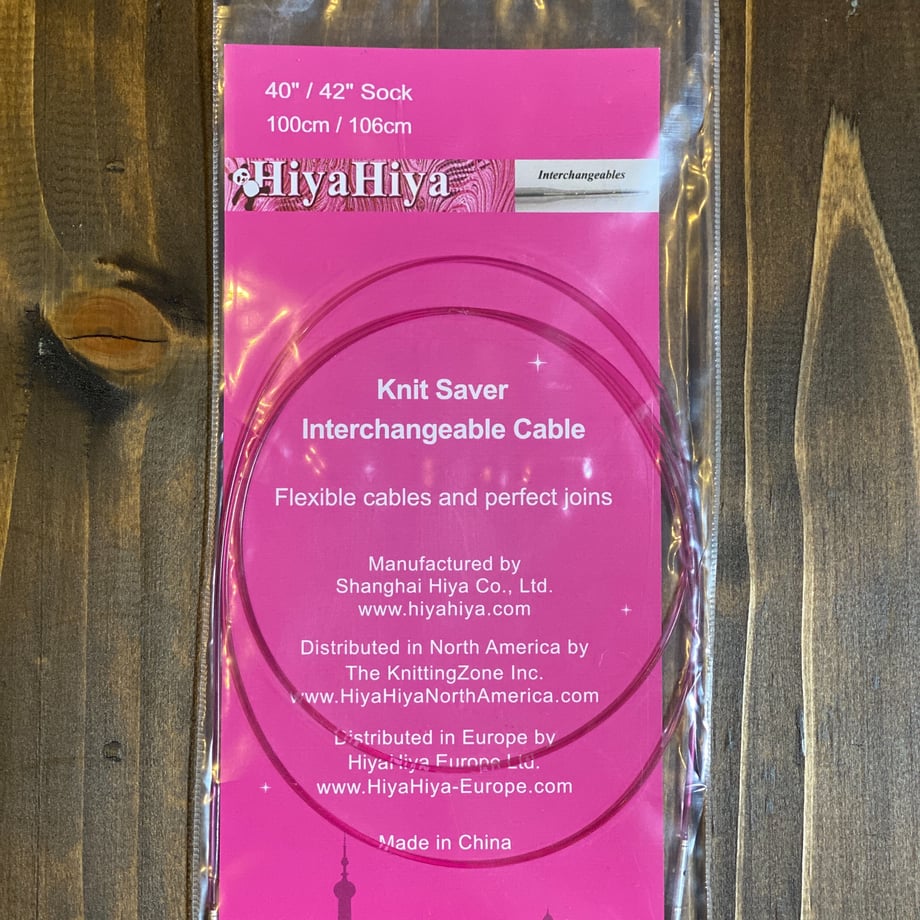 40" / 42" Sock
100cm / 106cm
HiyaHiya
Interchangeables
Knit Saver
Interchangeable Cable
Flexible cables and perfect joins
Manufactured by
Shanghai Hiya Co., Ltd.
www.hiyahiya.com
Distributed in North America by
The KnittingZone Inc.
www.HiyaHiyaNorthAmerica.com
Distributed in Europe by
HiyaHiya Europe Ltd.
www.HiyaHiya-Europe.com
Made in China